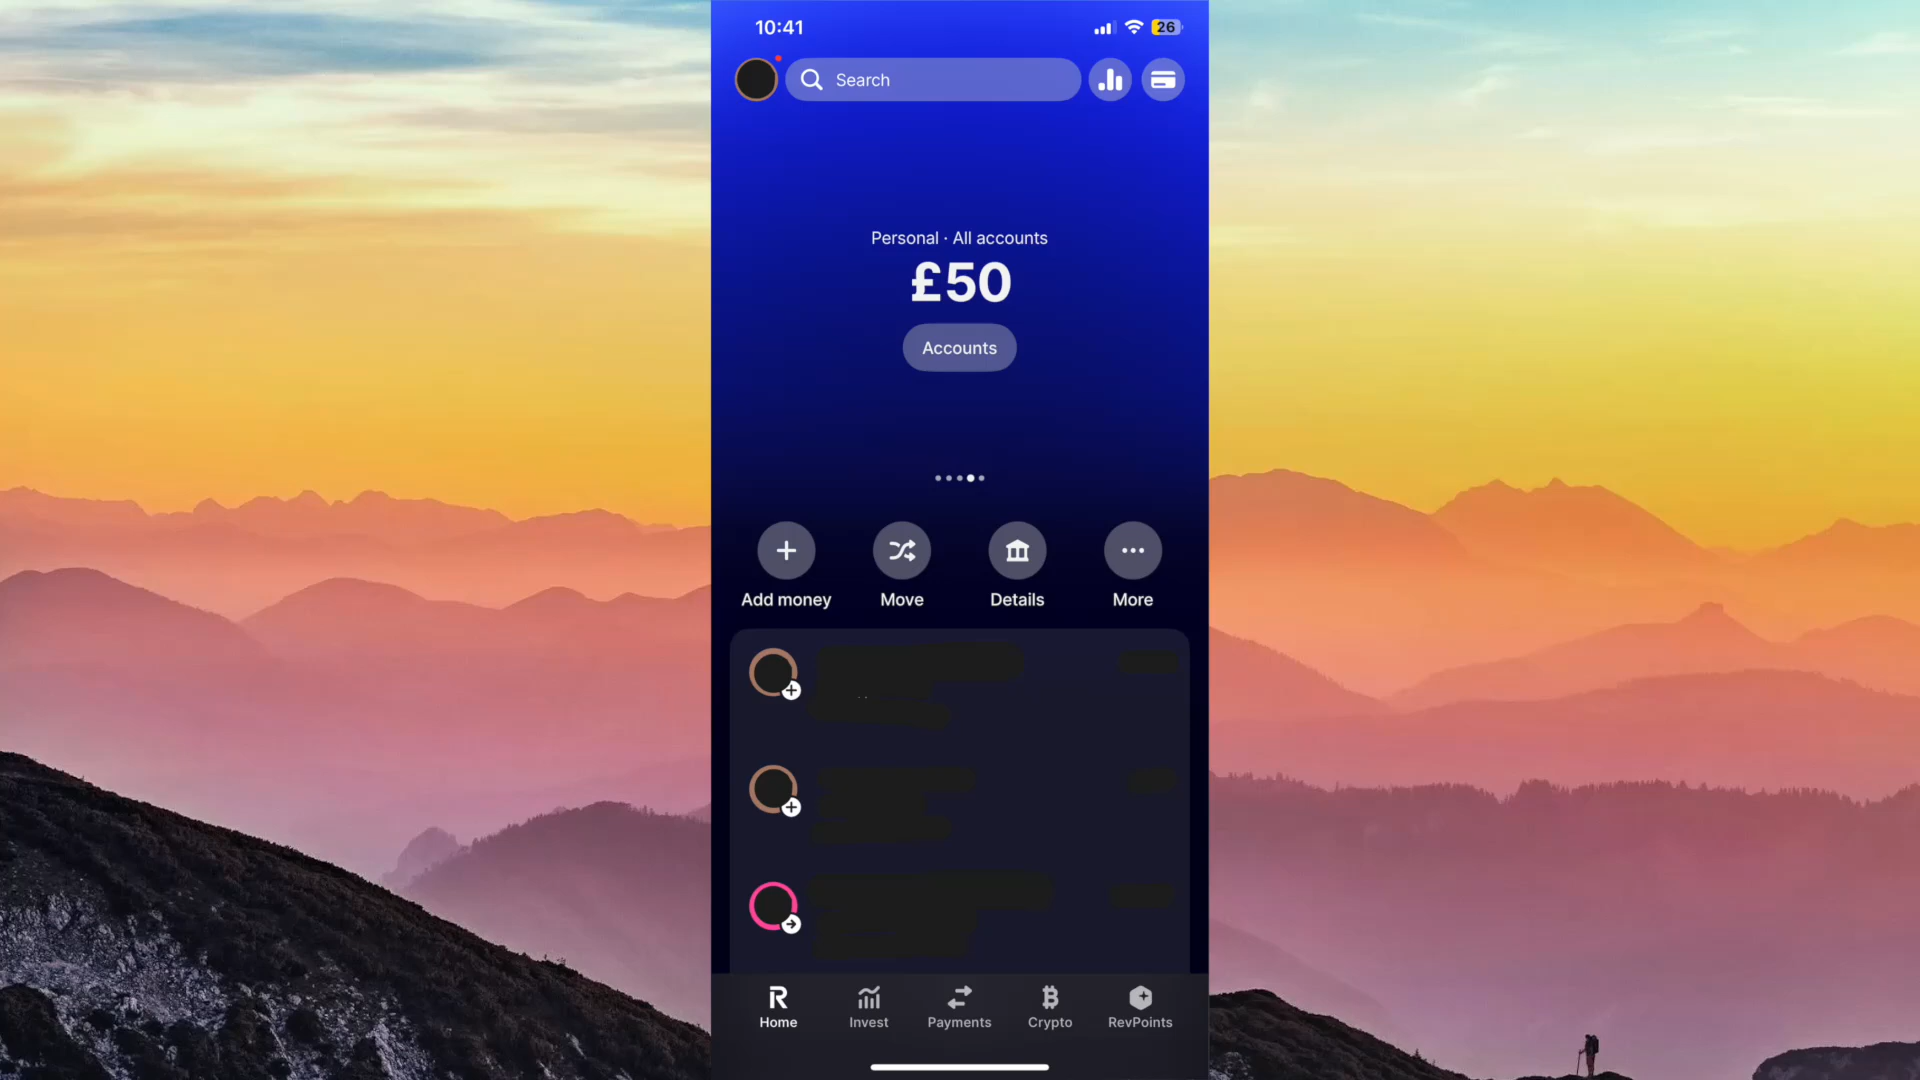 10:41
26
Search
Personal · All accounts
£50
Accounts
Add money
Move
Details
More
Home
Invest
Payments
Crypto
RevPoints